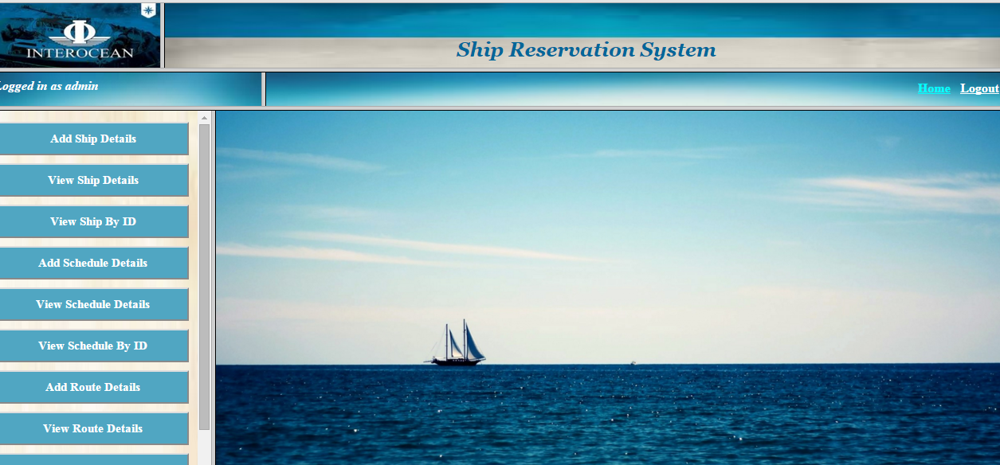 INTEROCEAN
Ship Reservation System
Logged in as admin
Home Logout
Add Ship Details
View Ship Details
View Ship By ID
Add Schedule Details
View Schedule Details
View Schedule By ID
Add Route Details
View Route Details